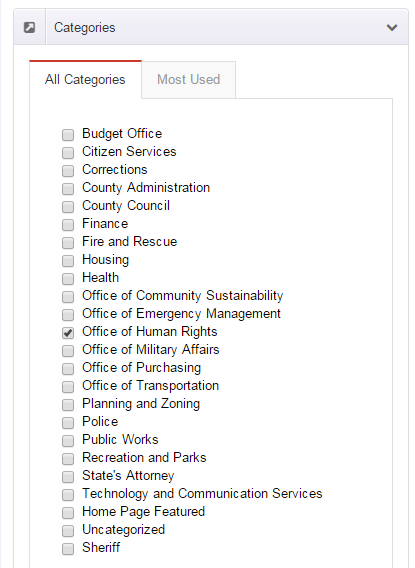 Categories
All Categories Most Used
Budget Office
Citizen Services
Corrections
County Administration
County Council
Finance
Fire and Rescue
Housing
Health
Office of Community Sustainability
Office of Emergency Management
Office of Human Rights
Office of Military Affairs
Office of Purchasing
Office of Transportation
Planning and Zoning
Police
Public Works
Recreation and Parks
State's Attorney
Technology and Communication Services
Home Page Featured
Uncategorized
Sheriff